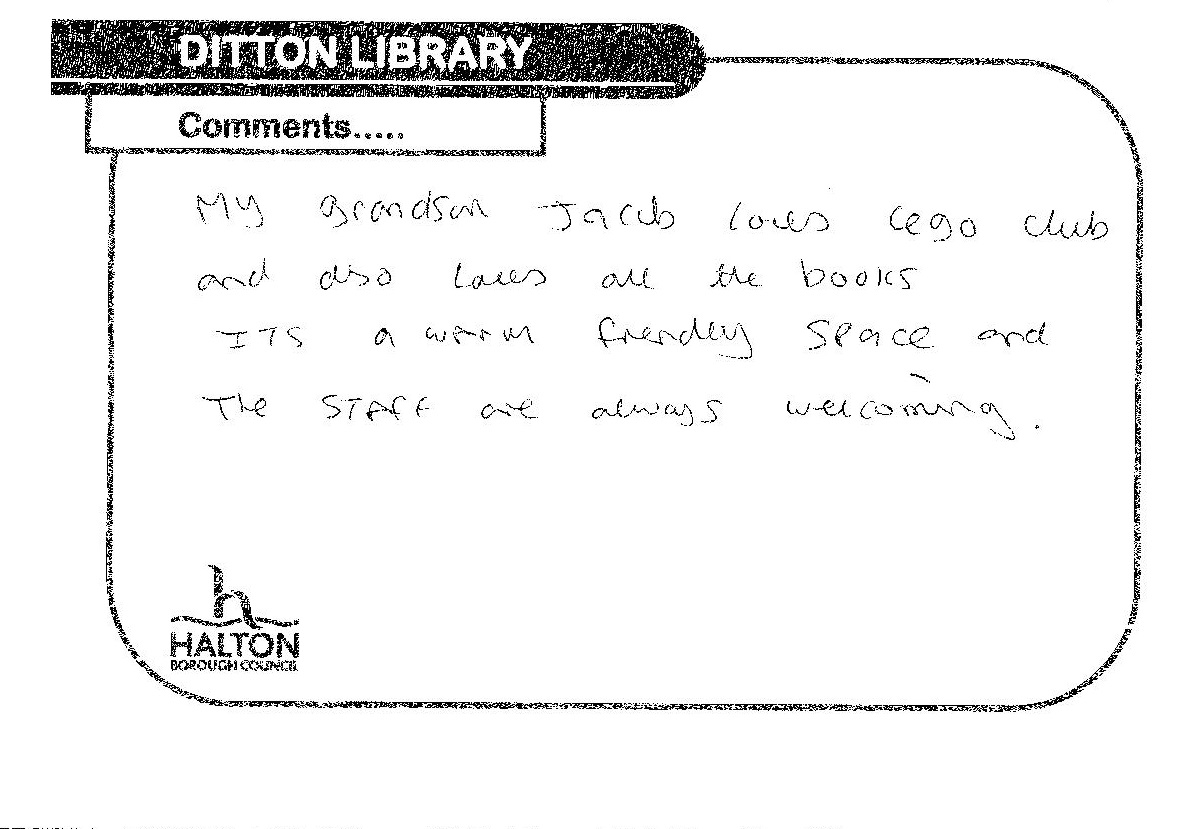 DITTON LIBRARY
Comments.....
My Grandson Jacob loves Lego club
and also loves all the books
ITS a warm friendly space and
The STAFF are always welcoming.
h
HALTON
BOROUGH COUNCIL